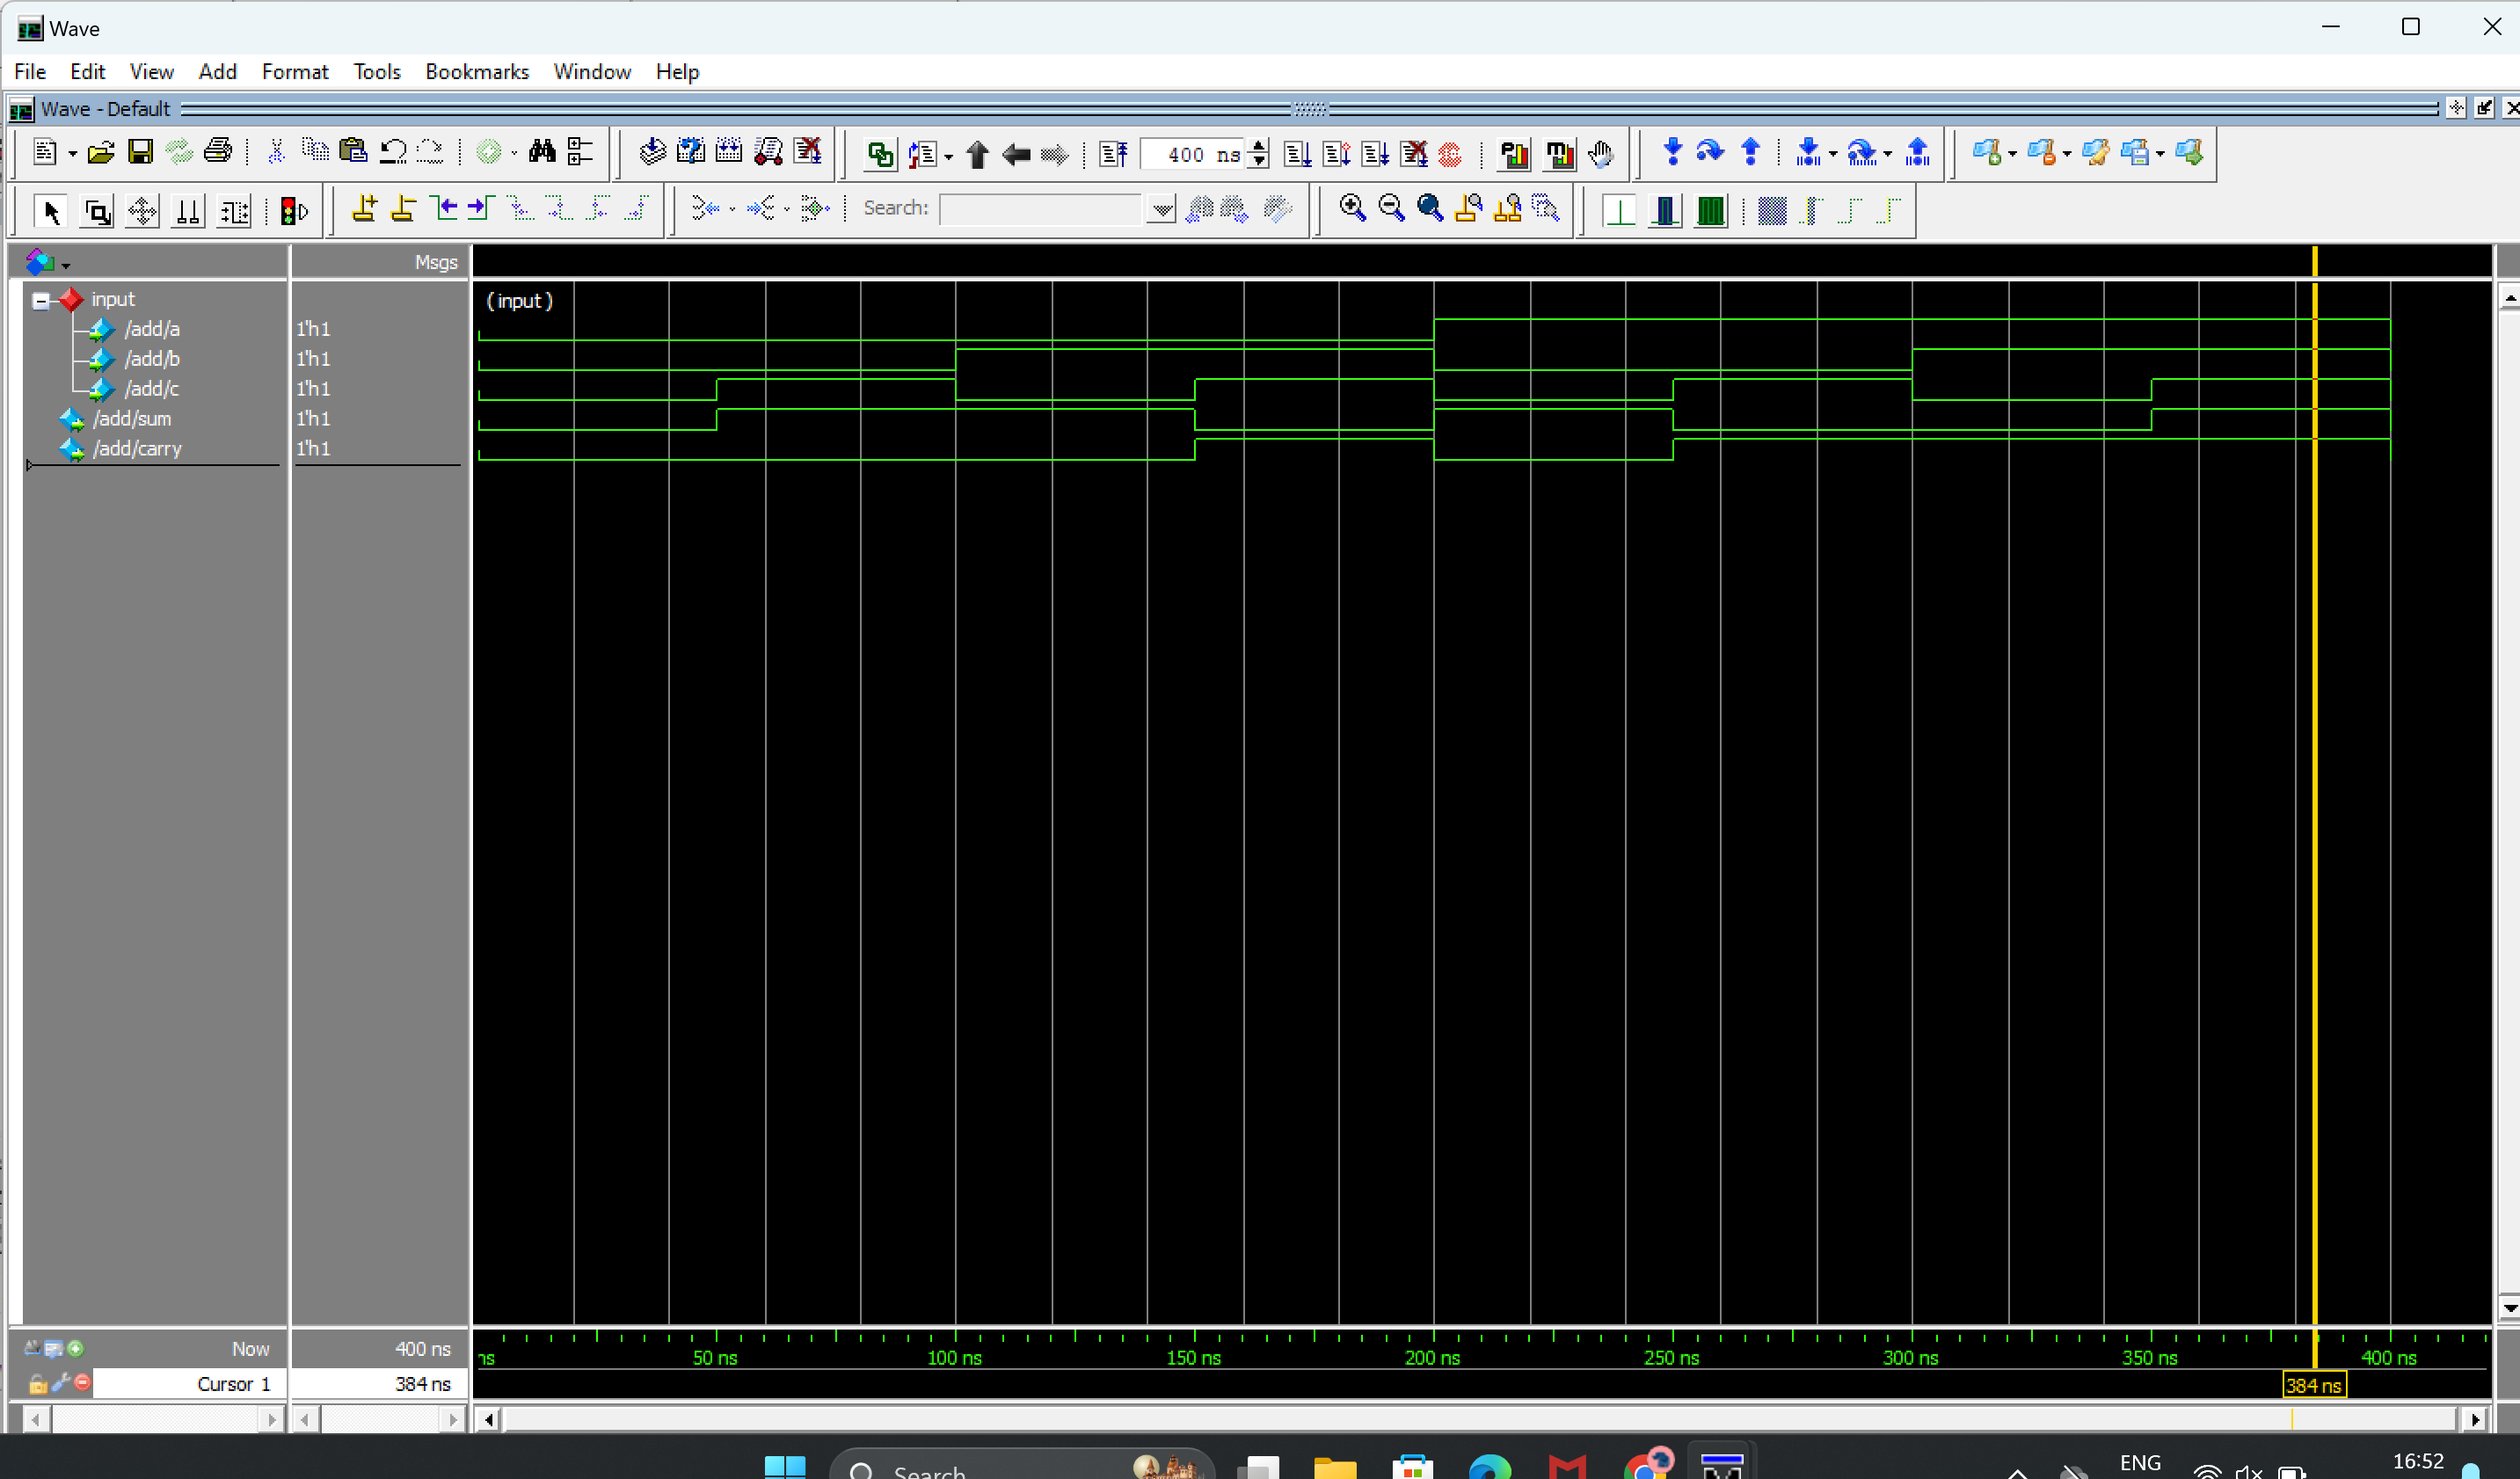 Wave
File Edit View Add Format Tools Bookmarks Window Help
Wave - Default
400 ns
Search:
Msgs
input
(input)
/add/a 1'h1
/add/b 1'h1
/add/c 1'h1
/add/sum 1'h1
/add/carry 1'h1
Now 400 ns
ns 50 ns 100 ns 150 ns 200 ns 250 ns 300 ns 350 ns 400 ns
Cursor 1 384 ns
384 ns
Search
ENG
16:52